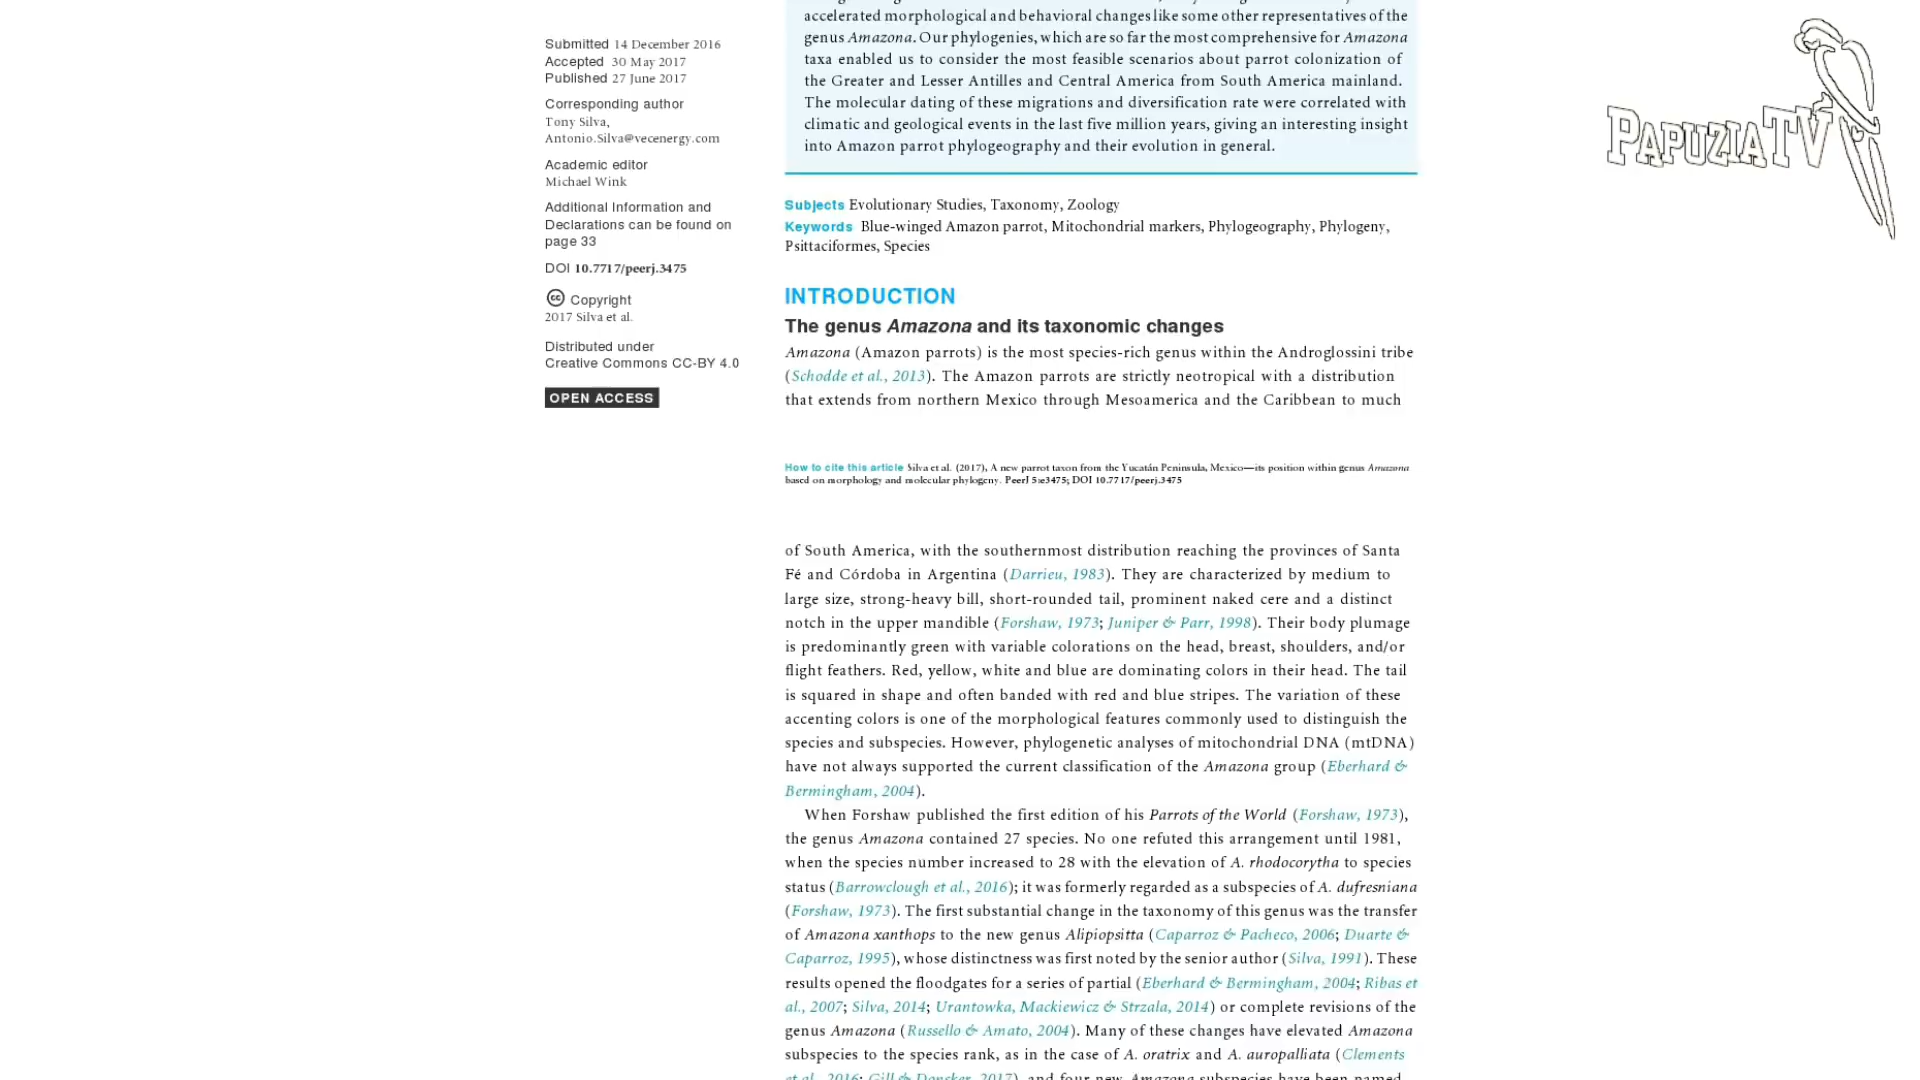 accelerated morphological and behavioral changes like some other representatives of the
genus Amazona. Our phylogenies, which are so far the most comprehensive for Amazona
taxa enabled us to consider the most feasible scenarios about parrot colonization of
the Greater and Lesser Antilles and Central America from South America mainland.
The molecular dating of these migrations and diversification rate were correlated with
climatic and geological events in the last five million years, giving an interesting insight
into Amazon parrot phylogeography and their evolution in general.
Submitted 14 December 2016
Accepted 30 May 2017
Published 27 June 2017
Corresponding author
Tony Silva,
Antonio.Silva@vecenergy.com
Academic editor
Michael Wink
Additional Information and
Declarations can be found on
page 33
DOI 10.7717/peerj.3475
cc Copyright
2017 Silva et al.
Distributed under
Creative Commons CC-BY 4.0
OPEN ACCESS
PAPUZIATV
Subjects Evolutionary Studies, Taxonomy, Zoology
Keywords Blue-winged Amazon parrot, Mitochondrial markers, Phylogeography, Phylogeny,
Psittaciformes, Species
INTRODUCTION
The genus Amazona and its taxonomic changes
Amazona (Amazon parrots) is the most species-rich genus within the Androglossini tribe
(Schodde et al., 2013). The Amazon parrots are strictly neotropical with a distribution
that extends from northern Mexico through Mesoamerica and the Caribbean to much
How to cite this article Silva et al. (2017), A new parrot taxon from the Yucatán Peninsula, Mexico—its position within genus Amazona
based on morphology and molecular phylogeny. PeerJ 5:e3475; DOI 10.7717/peerj.3475
of South America, with the southernmost distribution reaching the provinces of Santa
Fé and Córdoba in Argentina (Darrieu, 1983). They are characterized by medium to
large size, strong-heavy bill, short-rounded tail, prominent naked cere and a distinct
notch in the upper mandible (Forshaw, 1973; Juniper & Parr, 1998). Their body plumage
is predominantly green with variable colorations on the head, breast, shoulders, and/or
flight feathers. Red, yellow, white and blue are dominating colors in their head. The tail
is squared in shape and often banded with red and blue stripes. The variation of these
accenting colors is one of the morphological features commonly used to distinguish the
species and subspecies. However, phylogenetic analyses of mitochondrial DNA (mtDNA)
have not always supported the current classification of the Amazona group (Eberhard &
Bermingham, 2004).
When Forshaw published the first edition of his Parrots of the World (Forshaw, 1973),
the genus Amazona contained 27 species. No one refuted this arrangement until 1981,
when the species number increased to 28 with the elevation of A. rhodocorytha to species
status (Barrowclough et al., 2016); it was formerly regarded as a subspecies of A. dufresniana
(Forshaw, 1973). The first substantial change in the taxonomy of this genus was the transfer
of Amazona xanthops to the new genus Alipiopsitta (Caparroz & Pacheco, 2006; Duarte &
Caparroz, 1995), whose distinctness was first noted by the senior author (Silva, 1991). These
results opened the floodgates for a series of partial (Eberhard & Bermingham, 2004; Ribas et
al., 2007; Silva, 2014; Urantowka, Mackiewicz & Strzala, 2014) or complete revisions of the
genus Amazona (Russello & Amato, 2004). Many of these changes have elevated Amazona
subspecies to the species rank, as in the case of A. oratrix and A. auropalliata (Clements
et al., 2016; Gill & Donsker, 2017), and four new Amazona subspecies have been named